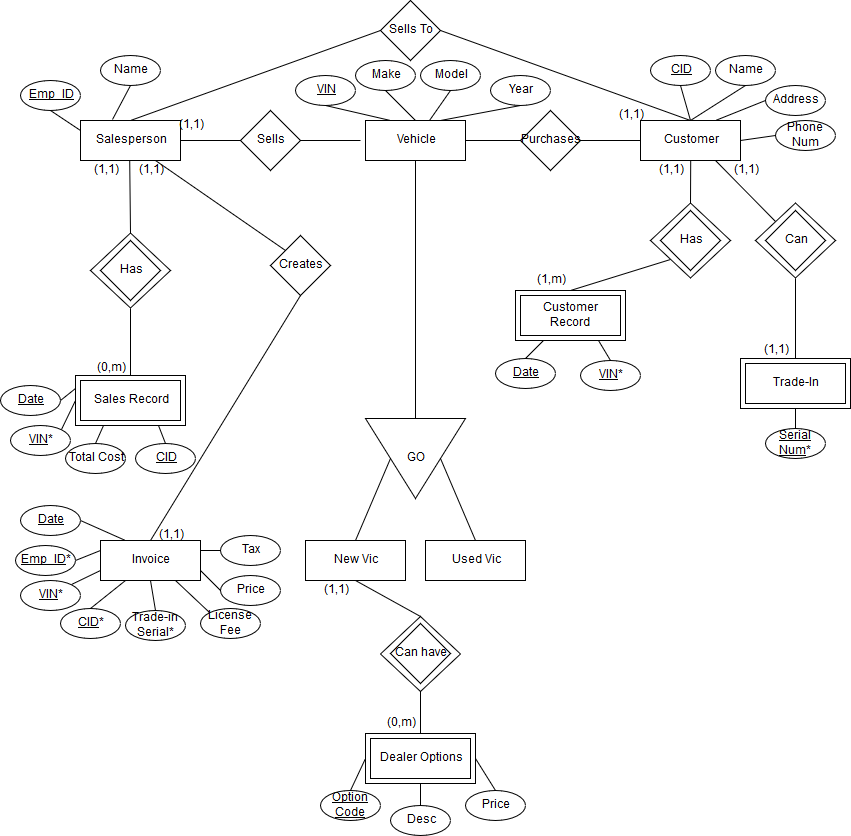 Sells To
Name
Make
Model
CID
Name
Emp_ID
VIN
Year
Address
(1,1)
(1,1)
Phone
Num
Salesperson
Sells
Vehicle
Purchases
Customer
(1,1)
(1,1)
(1,1)
(1,1)
Has
Creates
Has
Can
(1,m)
Customer
Record
(0,m)
(1,1)
Date
VIN*
Trade-In
Date
Sales Record
VIN*
Total Cost
CID
GO
Serial
Num*
Date
(1,1)
Emp_ID*
Invoice
Tax
New Vic
Used Vic
VIN*
Price
(1,1)
CID*
Trade-in
Serial*
License
Fee
Can have
(0,m)
Dealer Options
Option
Code
Desc
Price